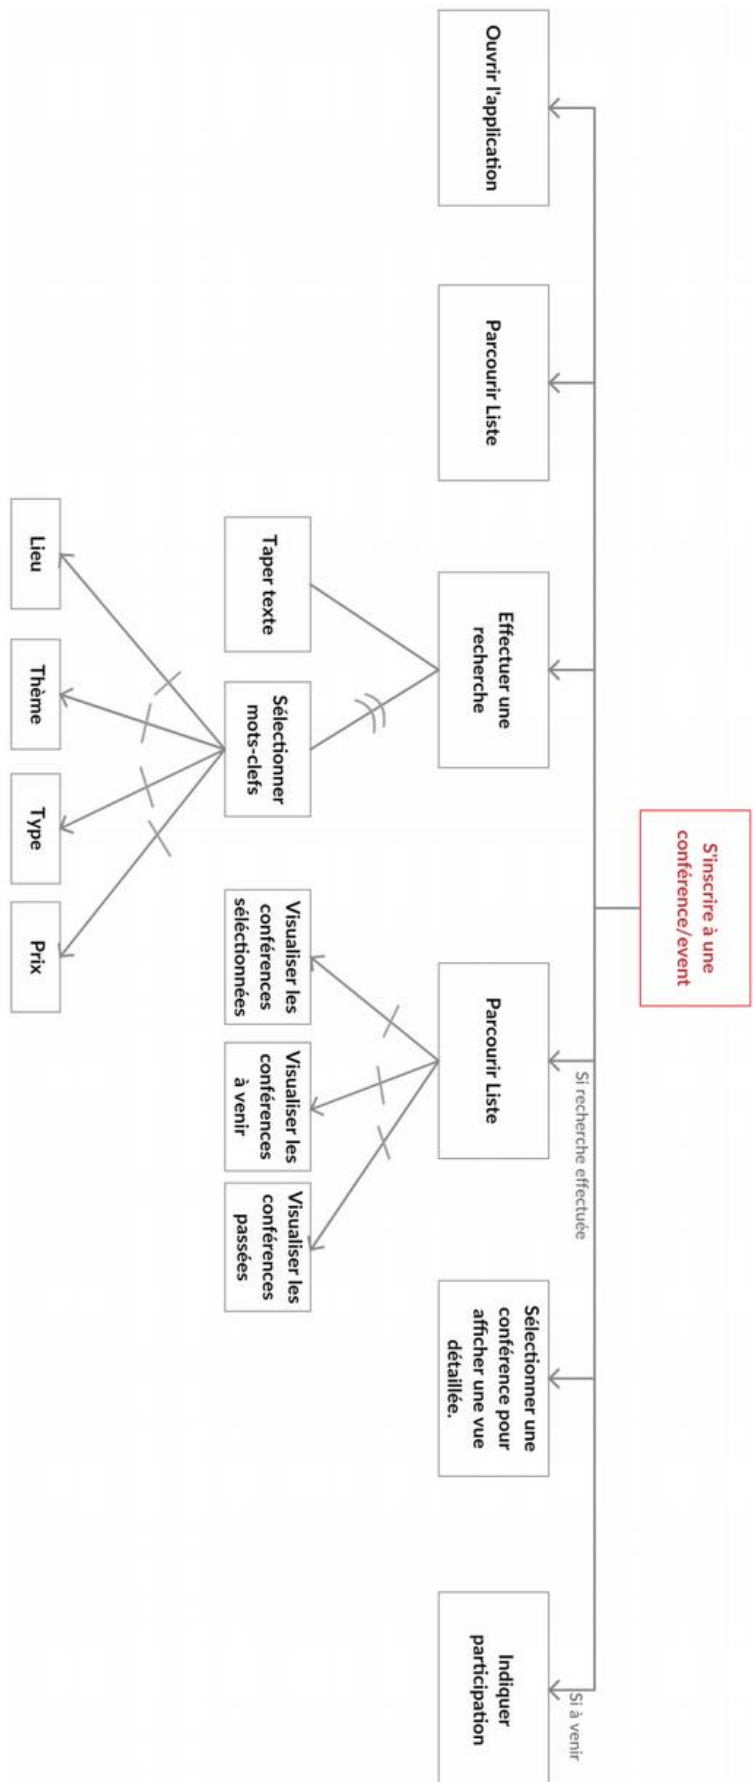 S'inscrire à une
conférence/event
Si recherche effectuée
Si à venir
Ouvrir l'application
Parcourir Liste
Effectuer une
recherche
Parcourir Liste
Sélectionner une
conférence pour
afficher une vue
détaillée.
Indiquer
participation
Taper texte
Sélectionner
mots-clefs
Visualiser les
conférences
séléctionnées
Visualiser les
conférences
à venir
Visualiser les
conférences
passées
Lieu
Thème
Type
Prix